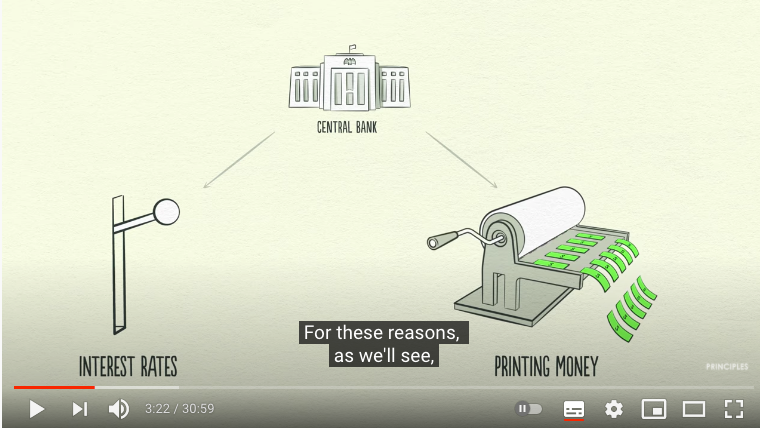 CENTRAL BANK
INTEREST RATES
PRINTING MONEY
For these reasons,
as we'll see,
PRINCIPLES
3:22 / 30:59